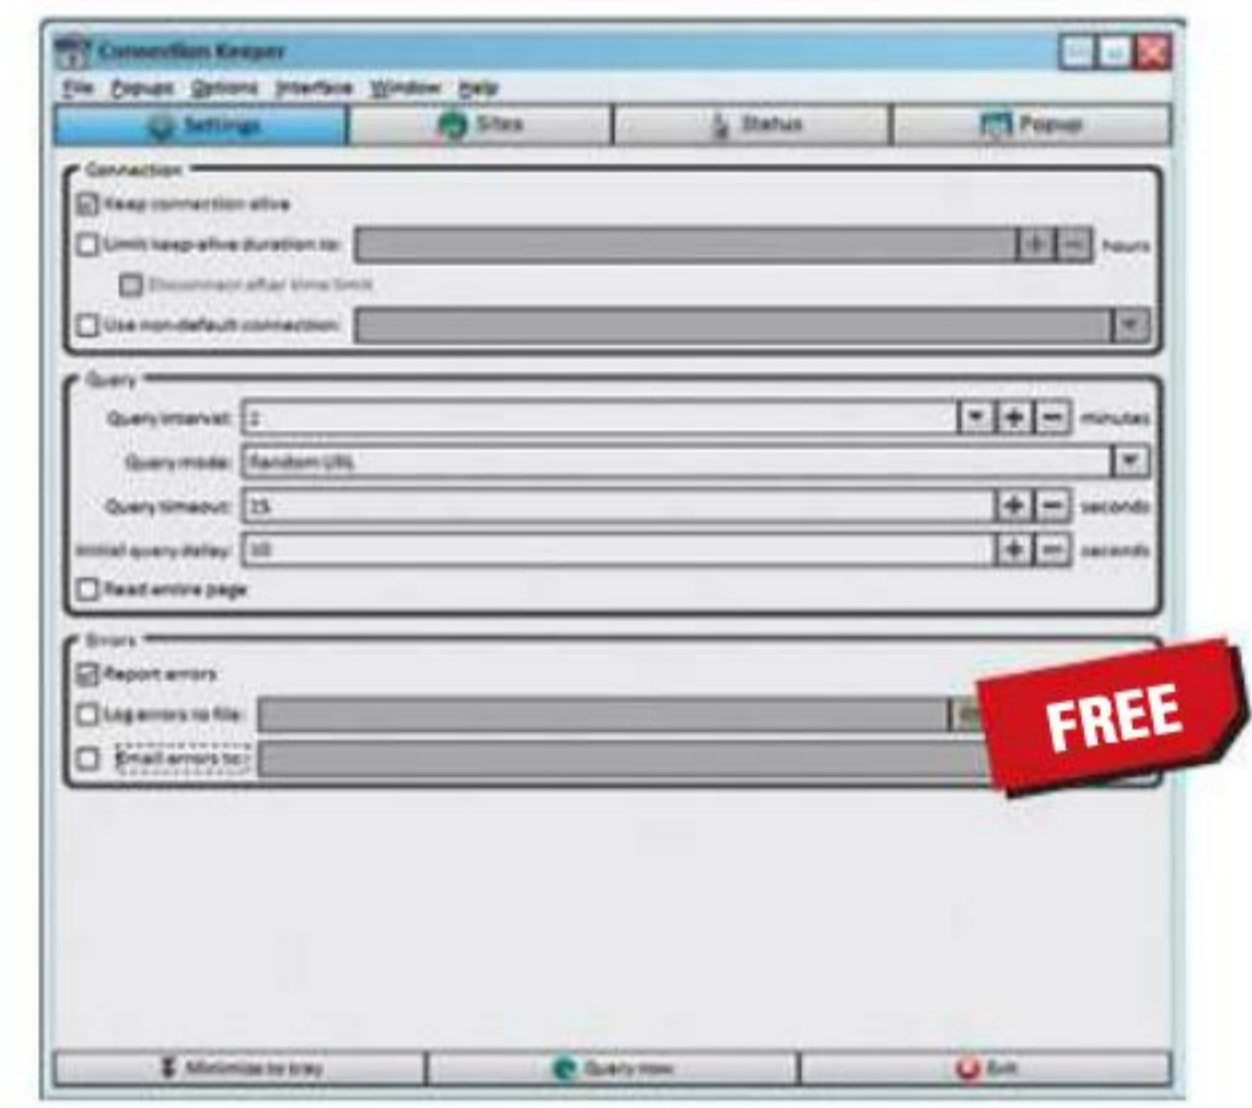 Connection Keeper
File Popups Options Interface Window Help
Settings Sites Status Popup
Connection
Keep connection alive
Limit keep-alive duration to: hours
Disconnect after time limit
Use non-default connection:
Query
Query interval: minutes
Query mode: Random URL
Query timeout: 15 seconds
Initial query delay: 10 seconds
Read entire page
Errors
Report errors
Log errors to file:
Email errors to:
FREE
Minimize to tray Query now Exit